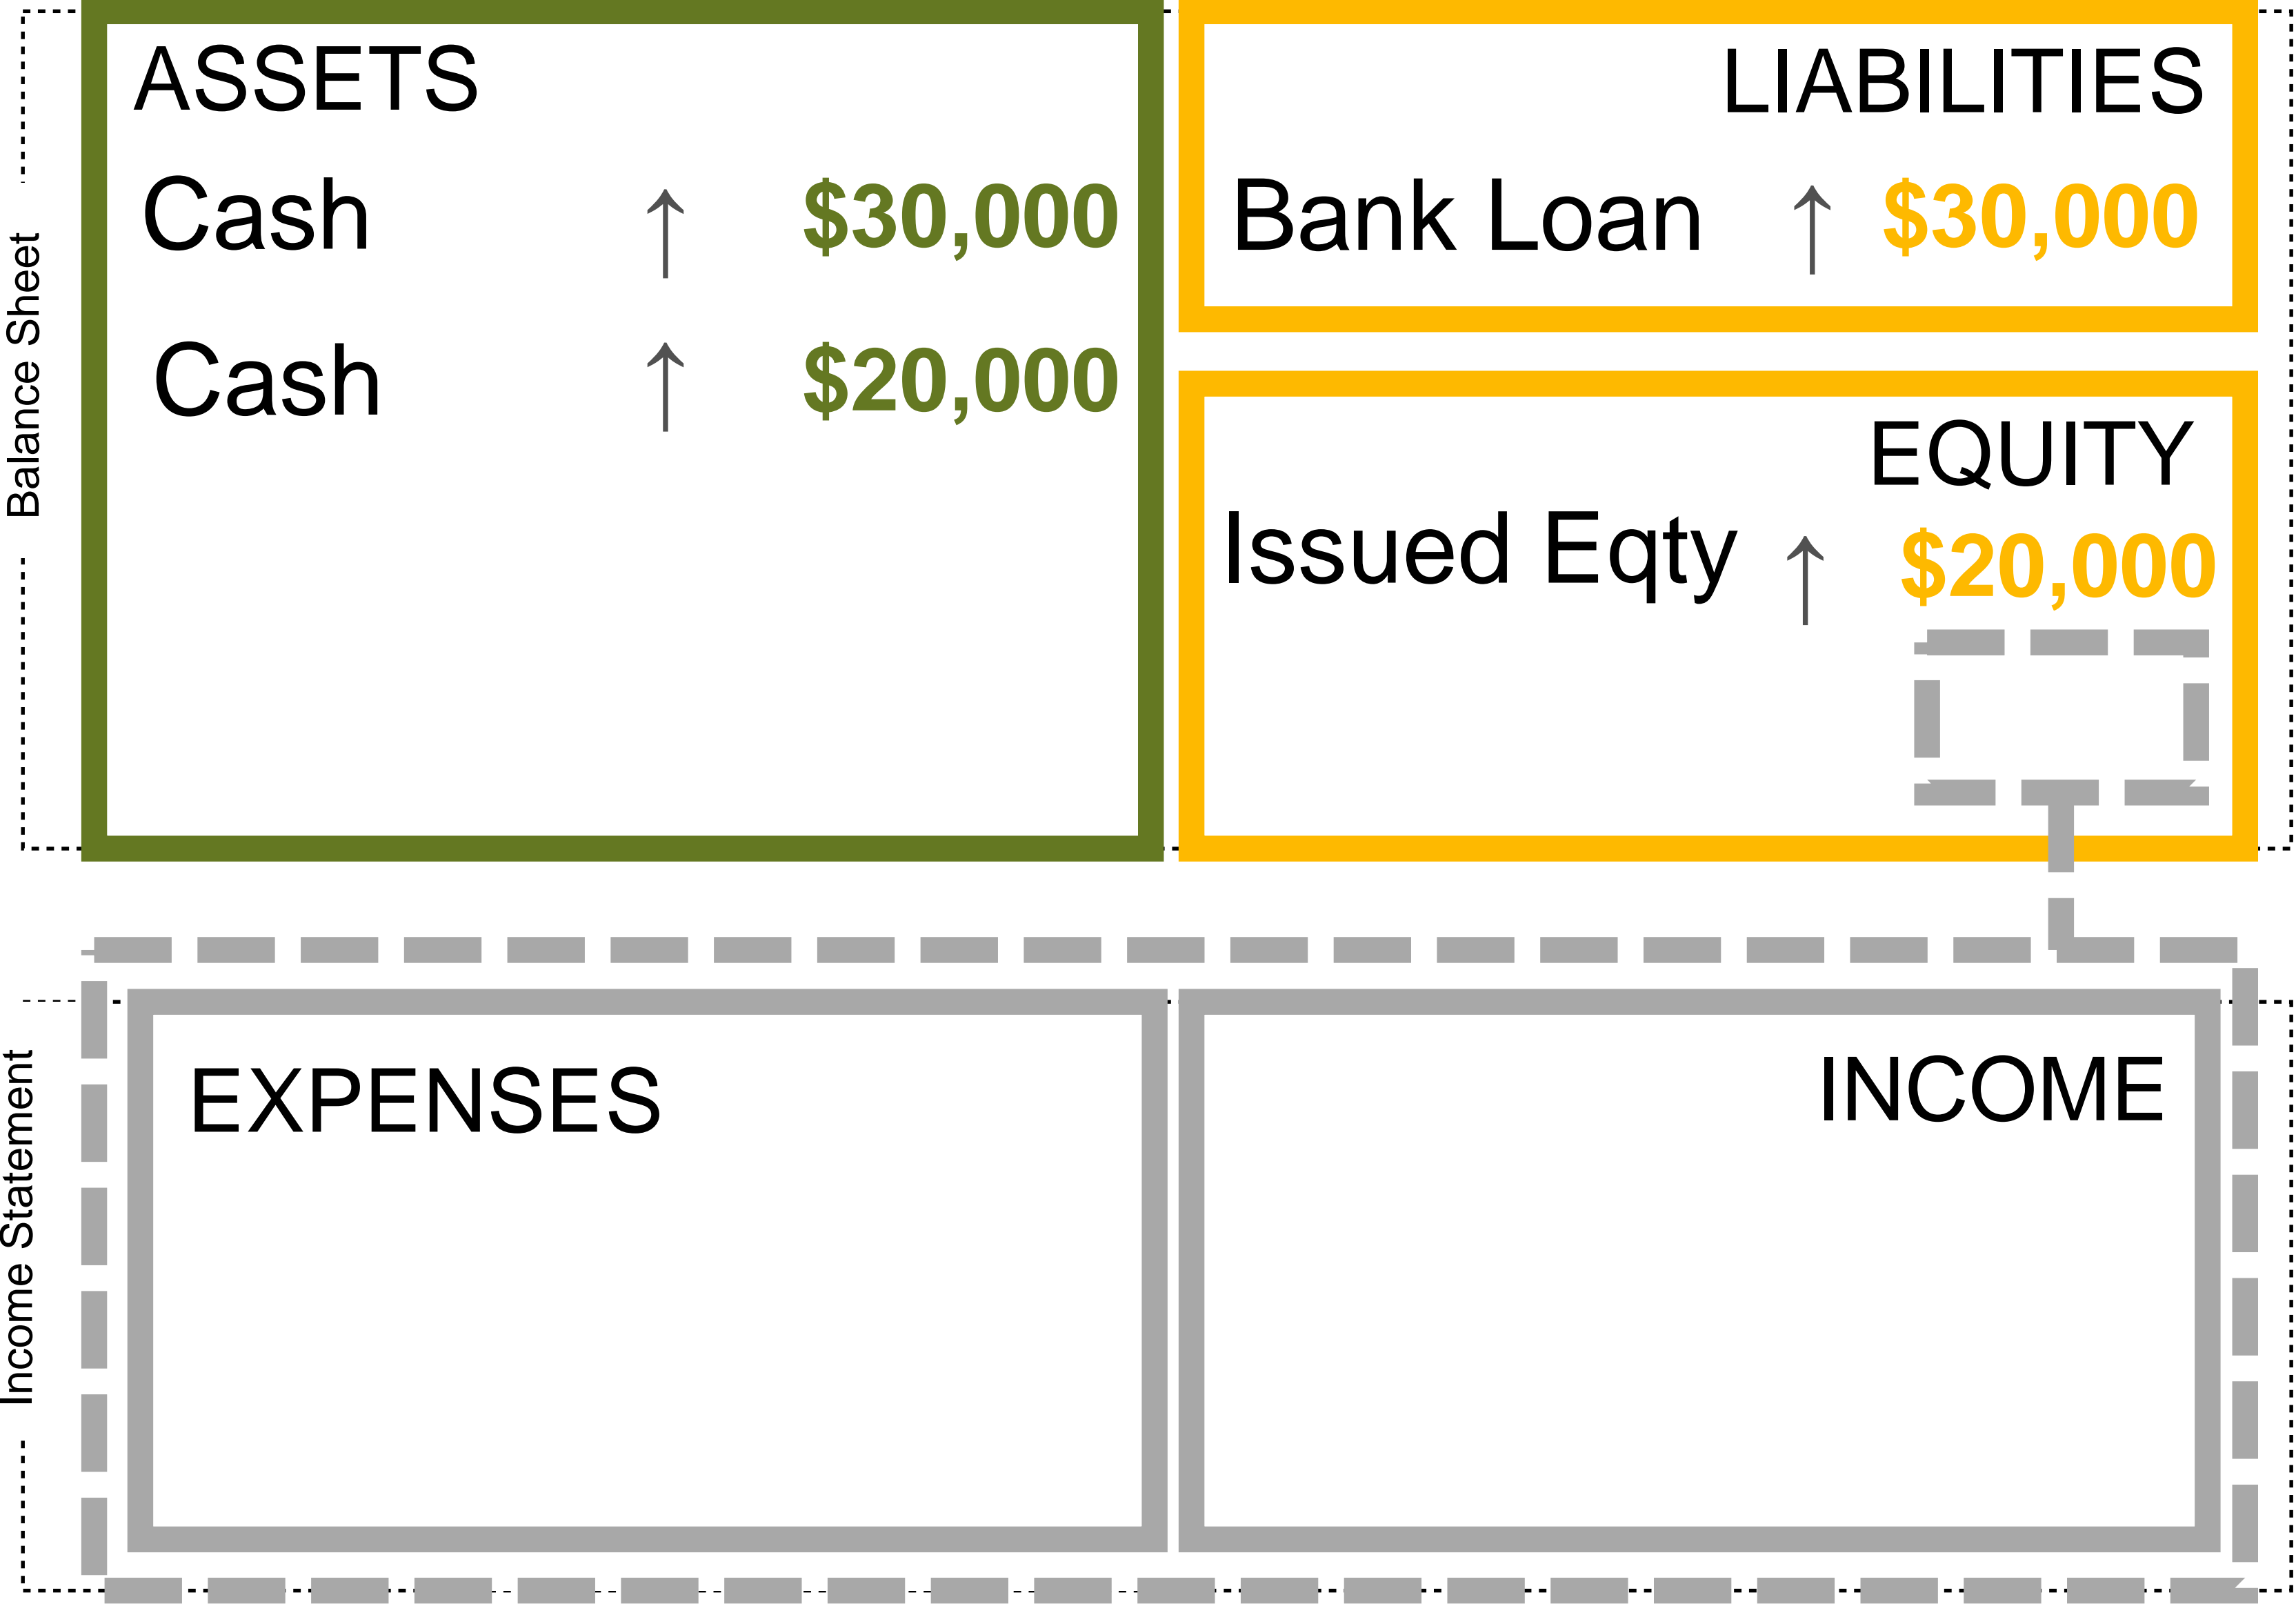 Balance Sheet
ASSETS
Cash ↑ $30,000
Cash ↑ $20,000
LIABILITIES
Bank Loan ↑ $30,000
EQUITY
Issued Eqty ↑ $20,000
Income Statement
EXPENSES
INCOME